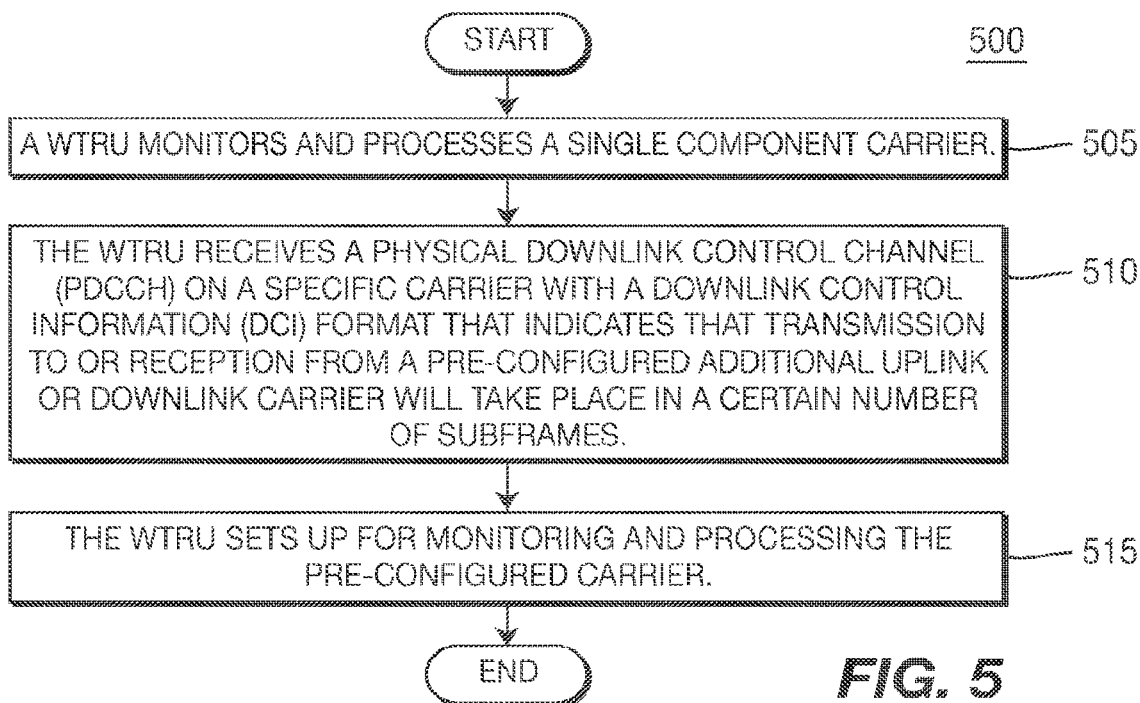 START
500
A WTRU MONITORS AND PROCESSES A SINGLE COMPONENT CARRIER.
505
THE WTRU RECEIVES A PHYSICAL DOWNLINK CONTROL CHANNEL
(PDCCH) ON A SPECIFIC CARRIER WITH A DOWNLINK CONTROL
INFORMATION (DCI) FORMAT THAT INDICATES THAT TRANSMISSION
TO OR RECEPTION FROM A PRE-CONFIGURED ADDITIONAL UPLINK
OR DOWNLINK CARRIER WILL TAKE PLACE IN A CERTAIN NUMBER
OF SUBFRAMES.
510
THE WTRU SETS UP FOR MONITORING AND PROCESSING THE
PRE-CONFIGURED CARRIER.
515
END
FIG. 5